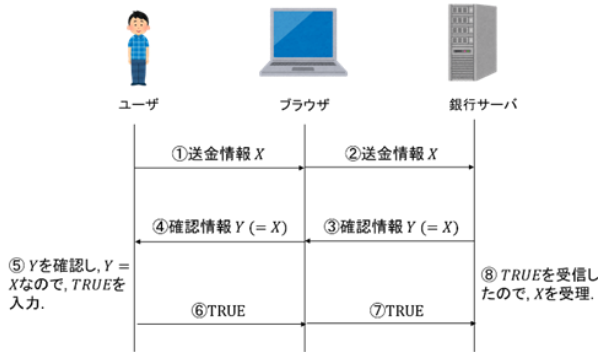 ユーザ
ブラウザ
銀行サーバ
①送金情報 X
②送金情報 X
④確認情報 Y (= X)
③確認情報 Y (= X)
⑤ Yを確認し, Y =
Xなので, TRUEを
入力.
⑧ TRUEを受信し
たので, Xを受理.
⑥TRUE
⑦TRUE